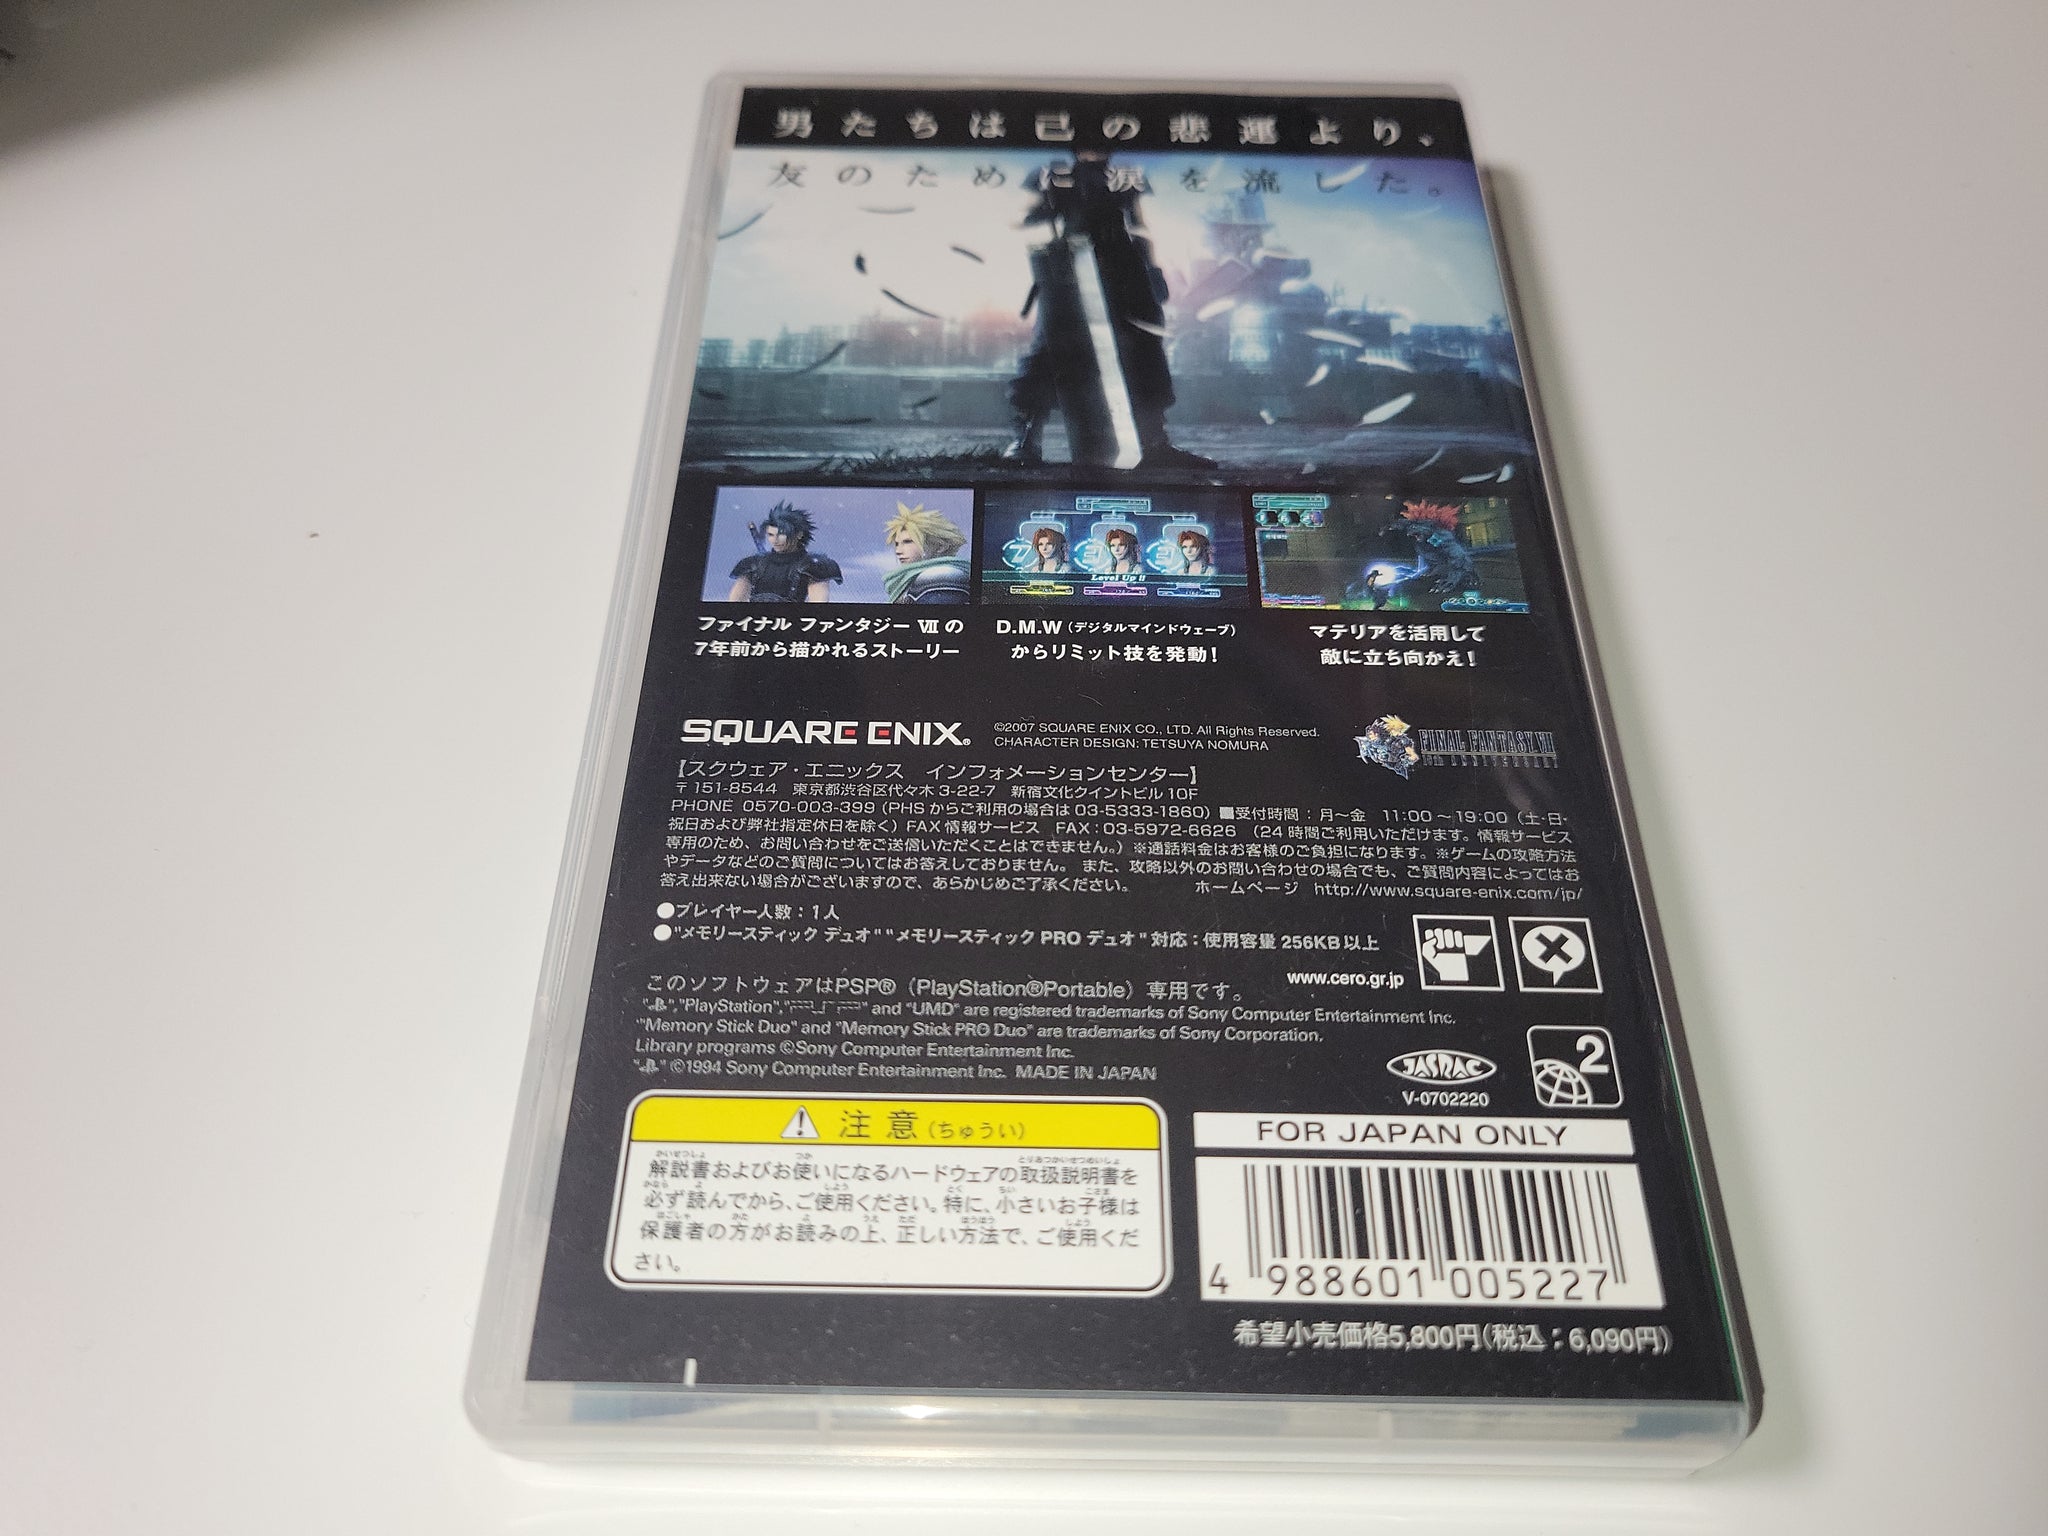 男たちは己の悲運より、
友のために涙を流した。
Level Up !!
ファイナル ファンタジー Ⅶ の
7年前から描かれるストーリー
D.M.W(デジタルマインドウェーブ)
からリミット技を発動!
マテリアを活用して
敵に立ち向かえ!
SQUARE ENIX®
©2007 SQUARE ENIX CO., LTD. All Rights Reserved.
CHARACTER DESIGN: TETSUYA NOMURA
FINAL FANTASY VII
10th ANNIVERSARY
【スクウェア・エニックス インフォメーションセンター】
〒151-8544 東京都渋谷区代々木 3-22-7 新宿文化クイントビル 10F
PHONE 0570-003-399(PHS からご利用の場合は 03-5333-1860)■受付時間:月~金 11:00 ~ 19:00(土・日・
祝日および弊社指定休日を除く)FAX 情報サービス FAX:03-5972-6626 (24 時間ご利用いただけます。情報サービス
専用のため、お問い合わせをご送信いただくことはできません。)※通話料金はお客様のご負担になります。※ゲームの攻略方法
やデータなどのご質問についてはお答えしておりません。また、攻略以外のお問い合わせの場合でも、ご質問内容によってはお
答え出来ない場合がございますので、あらかじめご了承ください。 ホームページ http://www.square-enix.com/jp/
●プレイヤー人数:1人
●"メモリースティック デュオ" "メモリースティック PRO デュオ" 対応:使用容量 256KB 以上
www.cero.gr.jp
このソフトウェアはPSP®(PlayStation®Portable)専用です。
"PlayStation", and "UMD" are registered trademarks of Sony Computer Entertainment Inc.
"Memory Stick Duo" and "Memory Stick PRO Duo" are trademarks of Sony Corporation.
Library programs ©Sony Computer Entertainment Inc.
©1994 Sony Computer Entertainment Inc. MADE IN JAPAN
JASRAC
V-0702220
2
注意(ちゅうい)
解説書およびお使いになるハードウェアの取扱説明書を
必ず読んでから、ご使用ください。特に、小さいお子様は
保護者の方がお読みの上、正しい方法で、ご使用くだ
さい。
FOR JAPAN ONLY
4 988601 005227
希望小売価格5,800円(税込:6,090円)